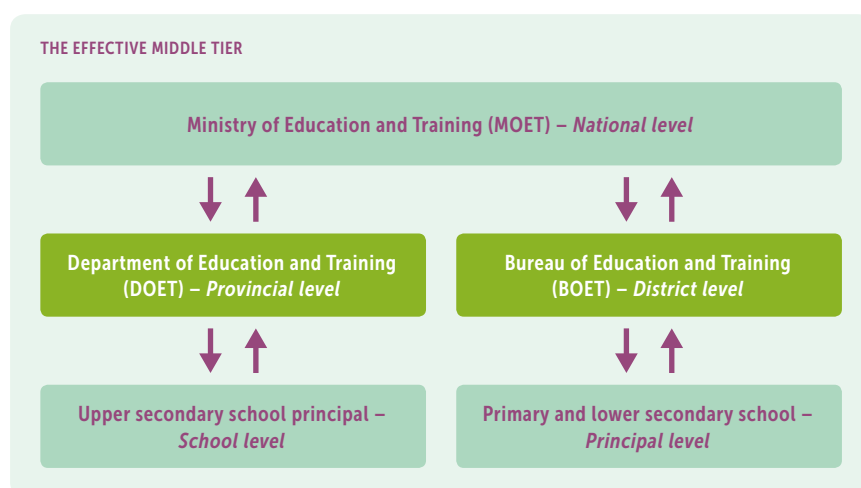 THE EFFECTIVE MIDDLE TIER
Ministry of Education and Training (MOET) – National level
Department of Education and Training
(DOET) – Provincial level
Bureau of Education and Training
(BOET) – District level
Upper secondary school principal –
School level
Primary and lower secondary school –
Principal level